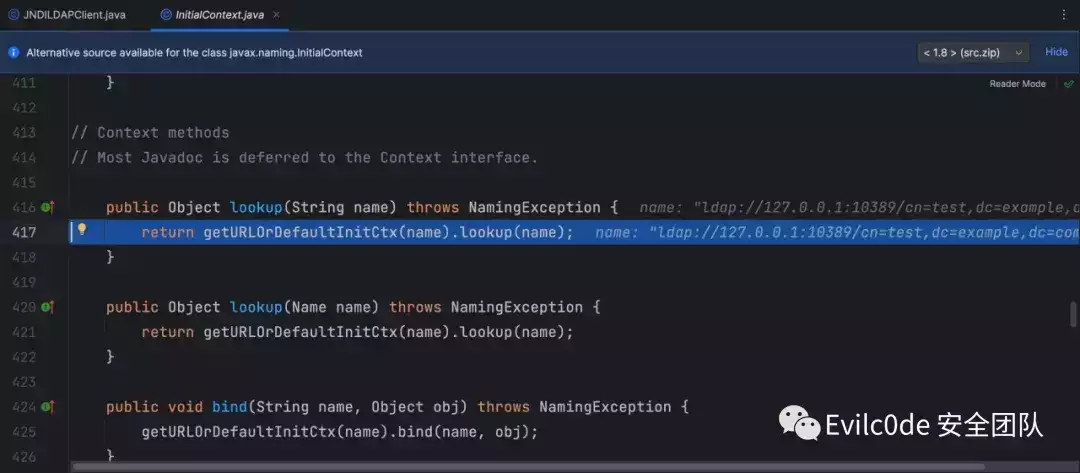 JNDILDAPClient.java InitialContext.java
Alternative source available for the class javax.naming.InitialContext < 1.8 > (src.zip) Hide
Reader Mode
411 }
412
413 // Context methods
414 // Most Javadoc is deferred to the Context interface.
415
416 public Object lookup(String name) throws NamingException { name: "ldap://127.0.0.1:10389/cn=test,dc=example,d
417 return getURLOrDefaultInitCtx(name).lookup(name); name: "ldap://127.0.0.1:10389/cn=test,dc=example,dc=com
418 }
419
420 public Object lookup(Name name) throws NamingException {
421 return getURLOrDefaultInitCtx(name).lookup(name);
422 }
423
424 public void bind(String name, Object obj) throws NamingException {
425 getURLOrDefaultInitCtx(name).bind(name, obj);
426 }
Evilc0de 安全团队